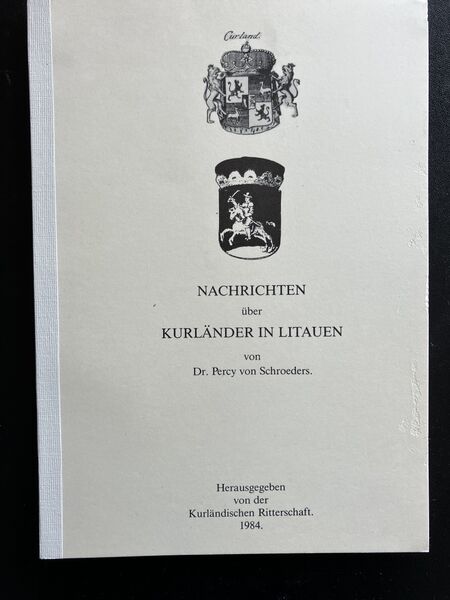 Curland.
NACHRICHTEN
über
KURLÄNDER IN LITAUEN
von
Dr. Percy von Schroeders.
Herausgegeben
von der
Kurländischen Ritterschaft.
1984.